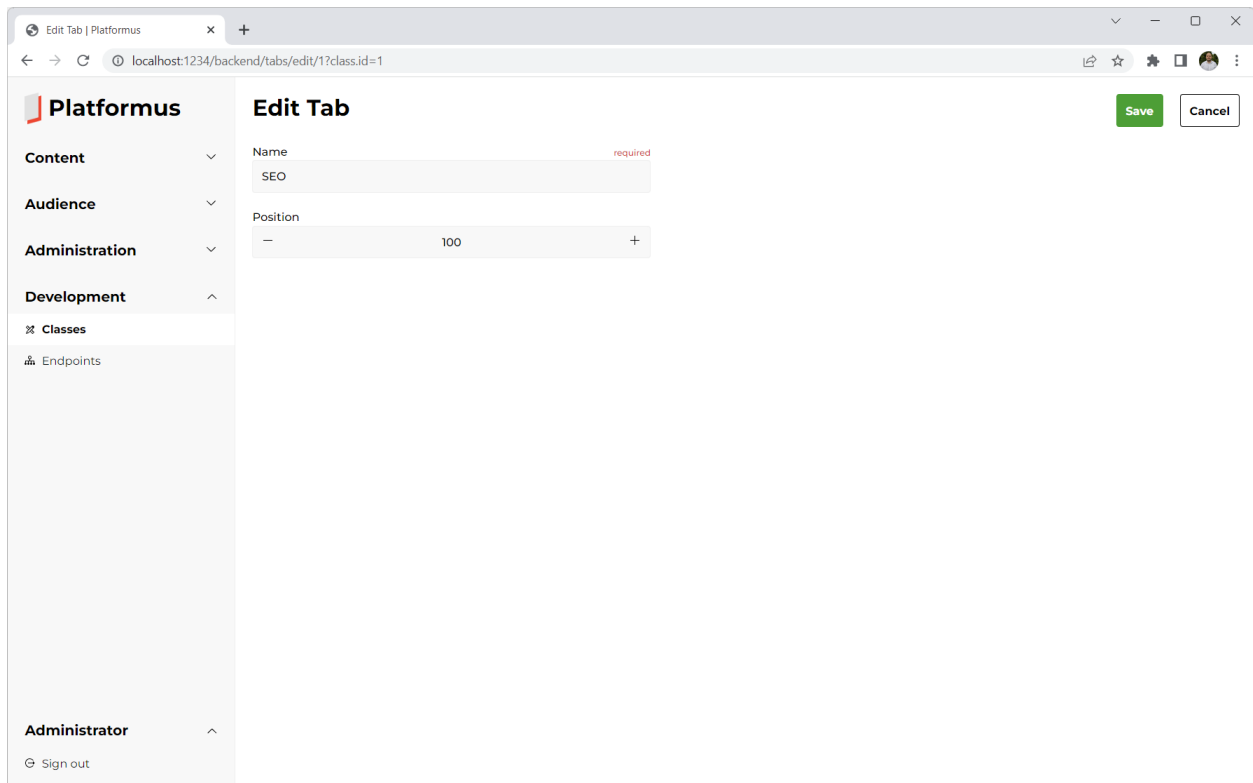 Edit Tab | Platformus
localhost:1234/backend/tabs/edit/1?class.id=1
Platformus
Content
Audience
Administration
Development
Classes
Endpoints
Administrator
Sign out
Edit Tab
Save Cancel
Name required
SEO
Position
100